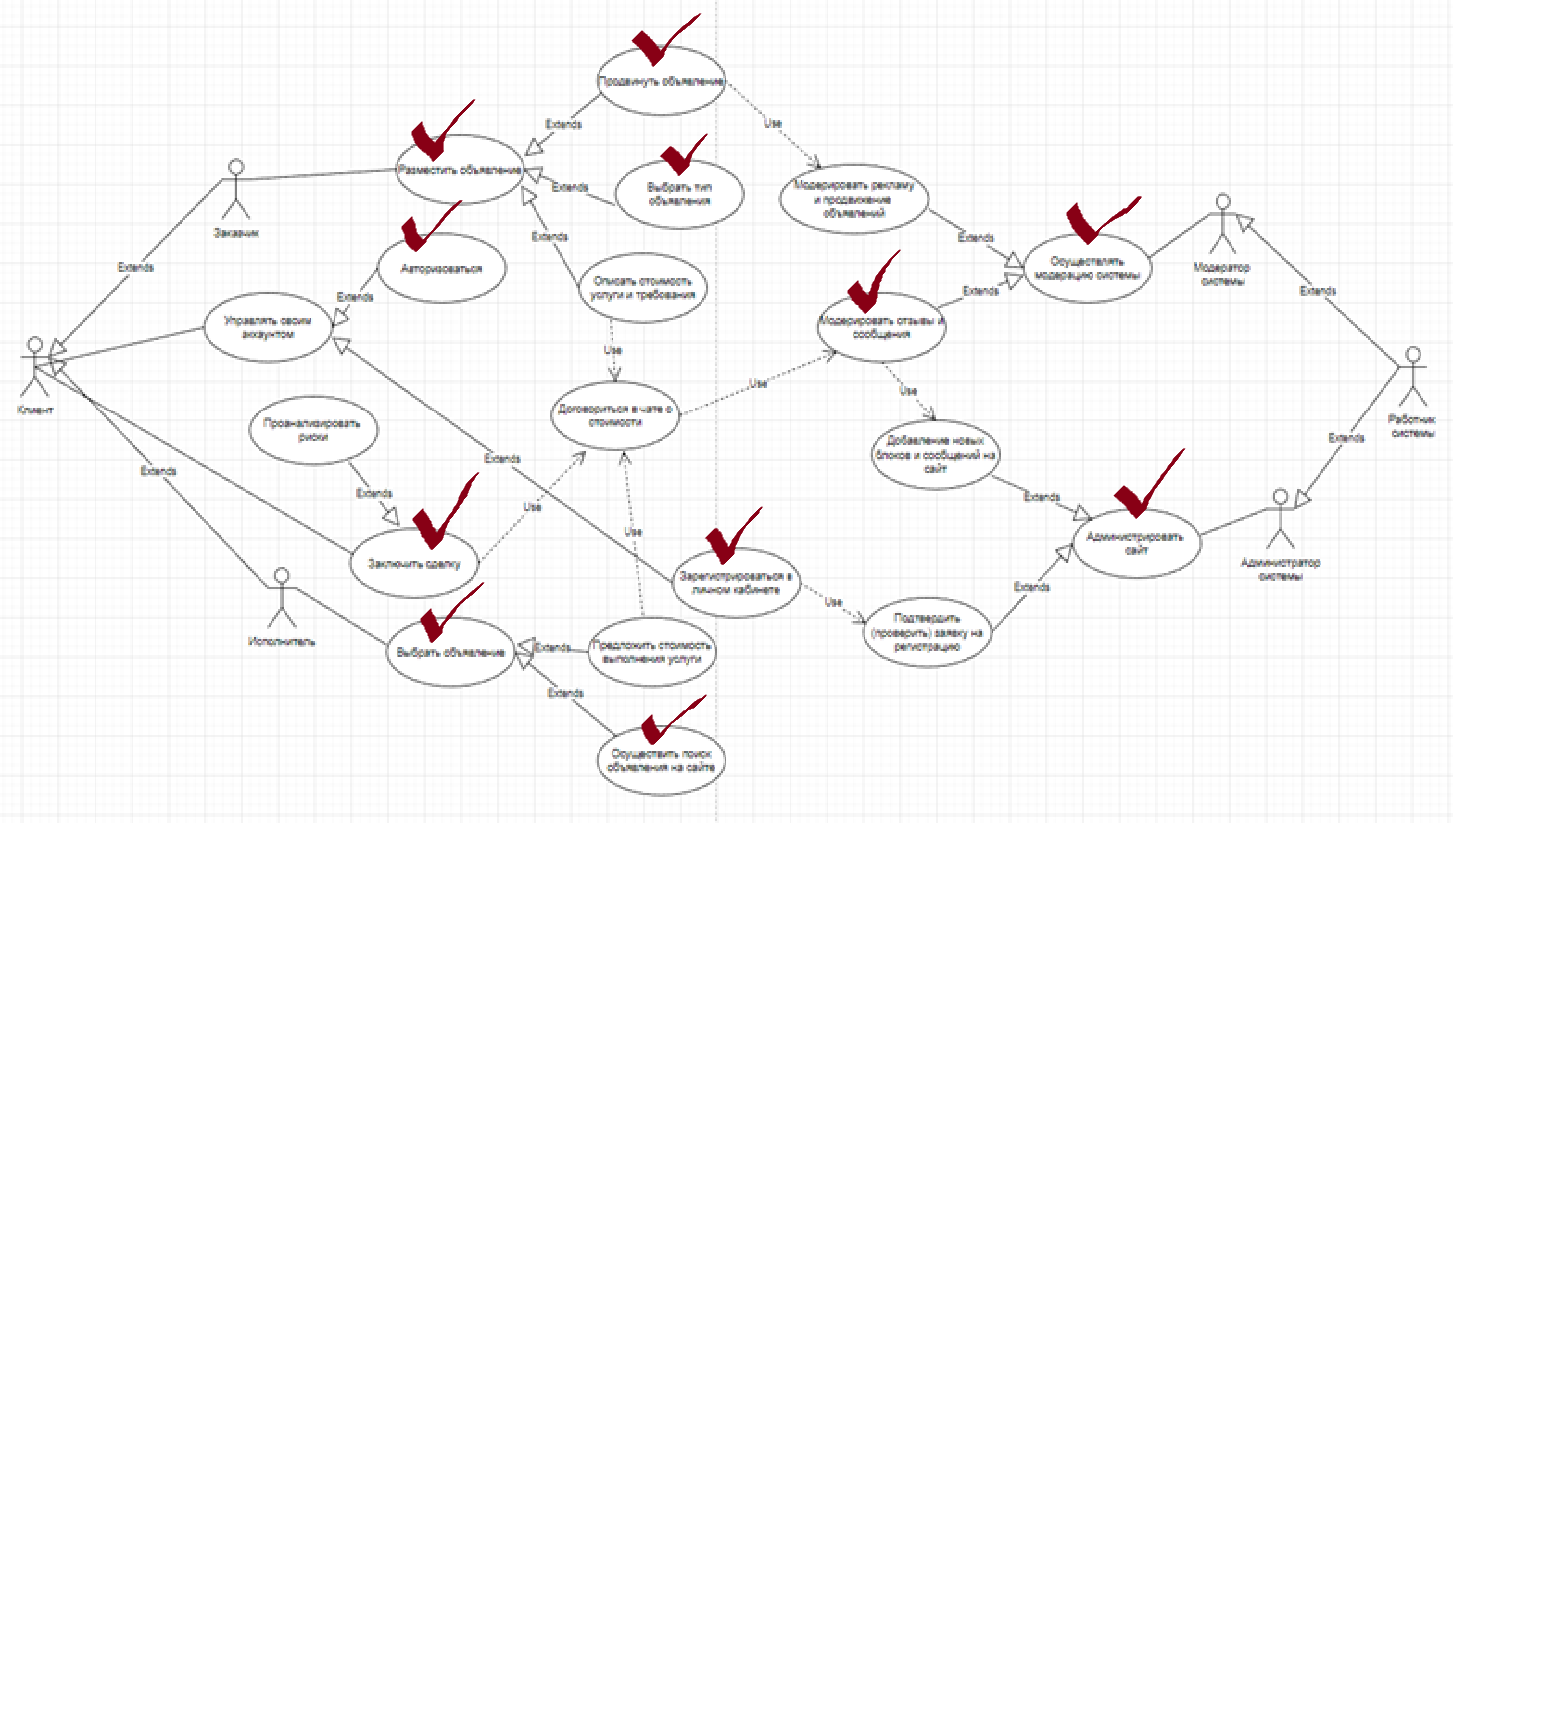 Продвинуть объявление
Extends
Use
Разместить объявление
Extends
Выбрать тип
объявления
Модерировать рекламу
и продвижение
объявлений
Заказчик
Extends
Extends
Осуществлять
модерацию системы
Модератор
системы
Extends
Авторизоваться
Extends
Описать стоимость
услуги и требования
Extends
Extends
Управлять своим
аккаунтом
Модерировать отзывы и
сообщения
Extends
Use
Use
Use
Клиент
Договориться в чате о
стоимости
Работник
системы
Проанализировать
риски
Добавление новых
блоков и сообщений на
сайт
Extends
Extends
Extends
Extends
Extends
Use
Use
Администрировать
сайт
Заключить сделку
Администратор
системы
Зарегистрироваться в
личном кабинете
Extends
Use
Подтвердить
(проверить) заявку на
регистрацию
Исполнитель
Выбрать объявление
Extends
Предложить стоимость
выполнения услуги
Extends
Осуществить поиск
объявления на сайте